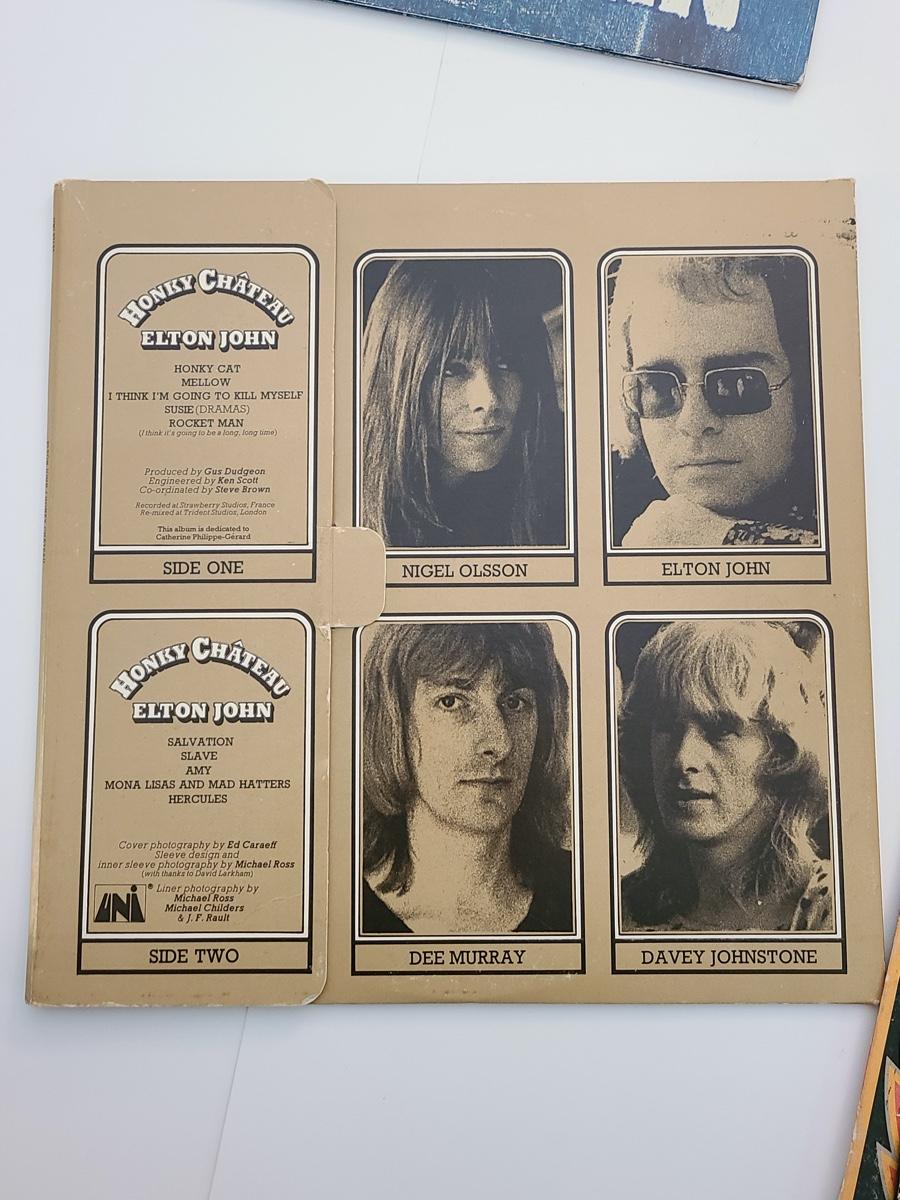 HONKY CHÂTEAU
ELTON JOHN
HONKY CAT
MELLOW
I THINK I'M GOING TO KILL MYSELF
SUSIE (DRAMAS)
ROCKET MAN
(I think it's going to be a long, long time)
Produced by Gus Dudgeon
Engineered by Ken Scott
Co-ordinated by Steve Brown
Recorded at Strawberry Studios, France
Re-mixed at Trident Studios, London
This album is dedicated to
Catherine Philippe-Gérard
SIDE ONE
NIGEL OLSSON
ELTON JOHN
HONKY CHÂTEAU
ELTON JOHN
SALVATION
SLAVE
AMY
MONA LISAS AND MAD HATTERS
HERCULES
Cover photography by Ed Caraeff
Sleeve design and
inner sleeve photography by Michael Ross
(with thanks to David Larkham)
UNI® Liner photography by
Michael Ross
Michael Childers
& J. F. Rault
SIDE TWO
DEE MURRAY
DAVEY JOHNSTONE